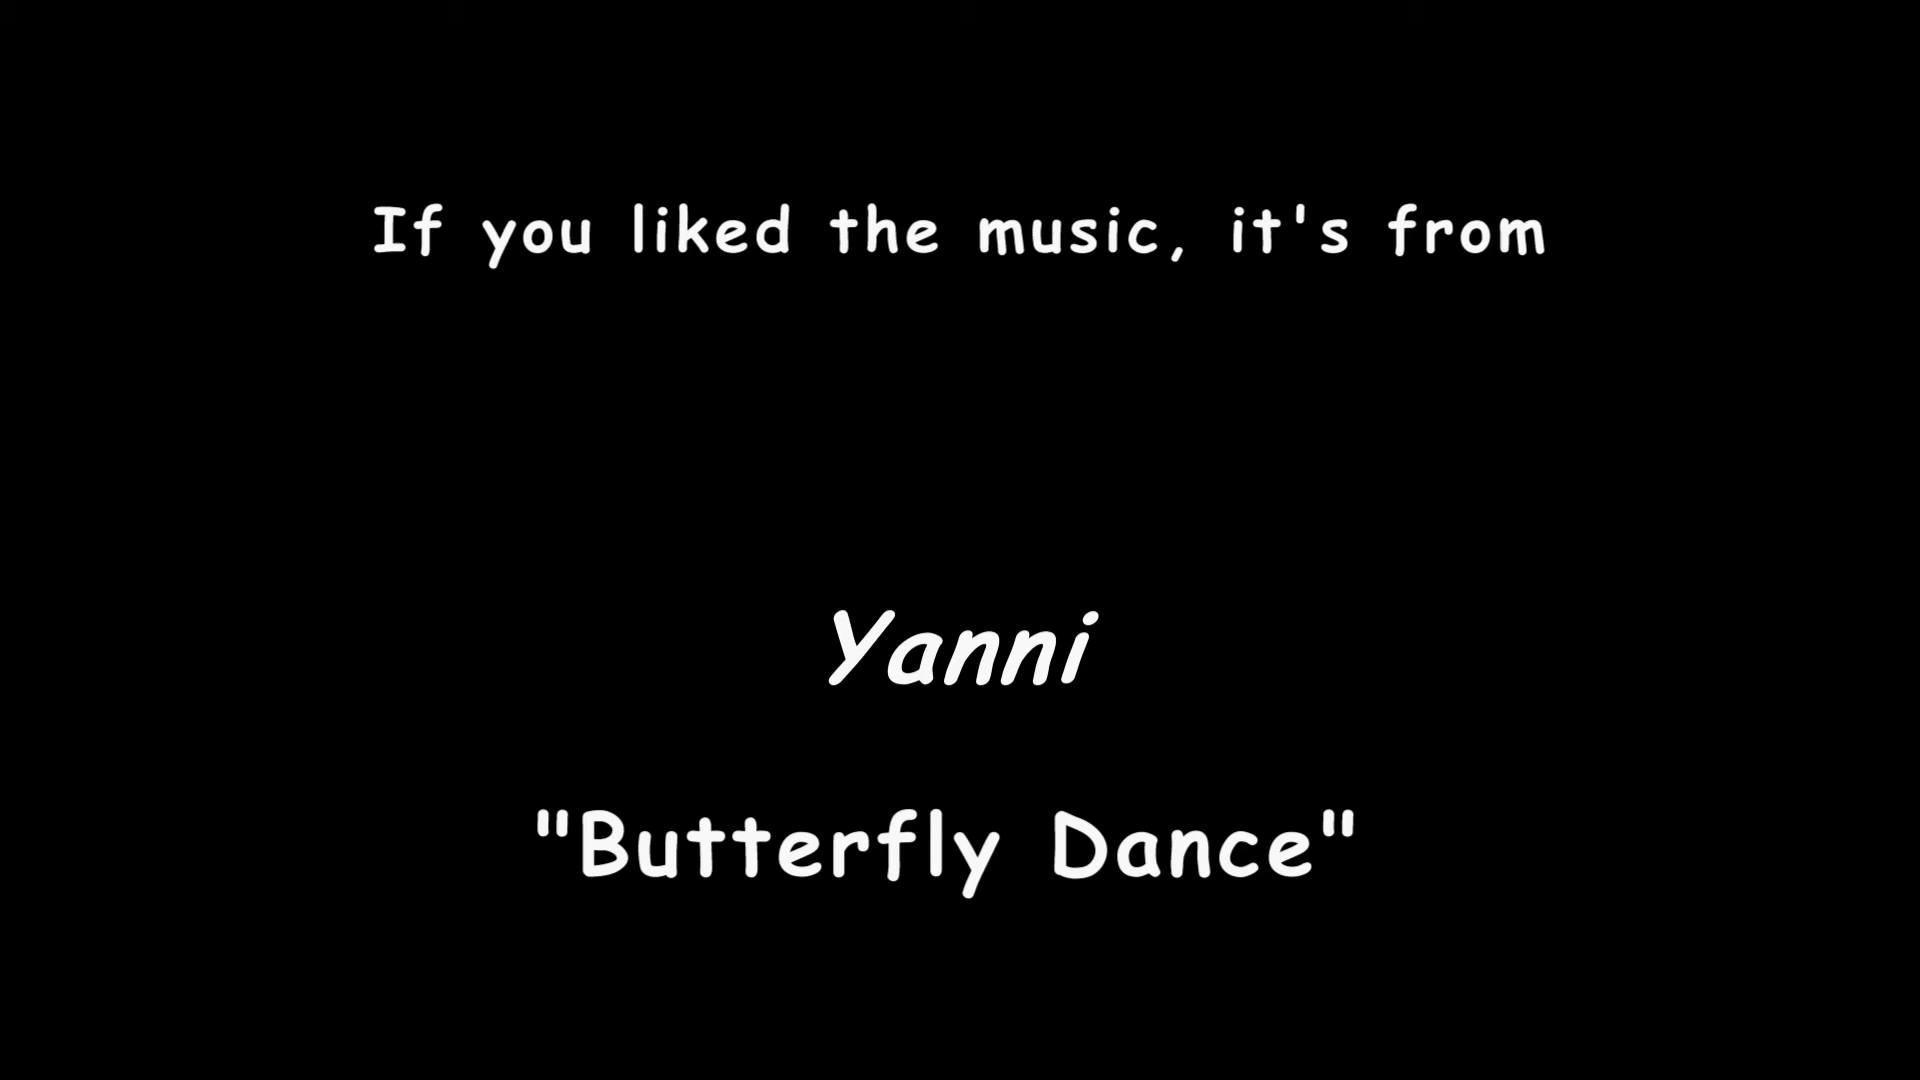 If you liked the music, it's from
Yanni
"Butterfly Dance"